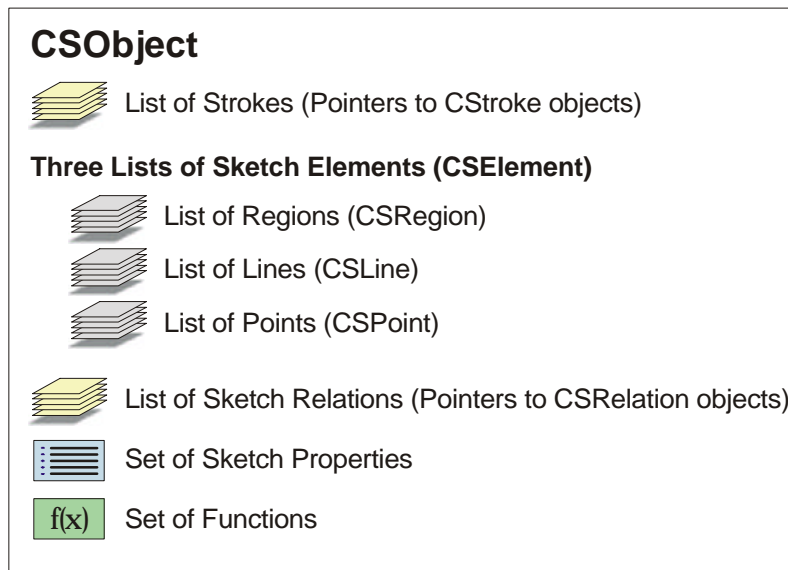 CSObject
List of Strokes (Pointers to CStroke objects)
Three Lists of Sketch Elements (CSElement)
List of Regions (CSRegion)
List of Lines (CSLine)
List of Points (CSPoint)
List of Sketch Relations (Pointers to CSRelation objects)
Set of Sketch Properties
f(x) Set of Functions